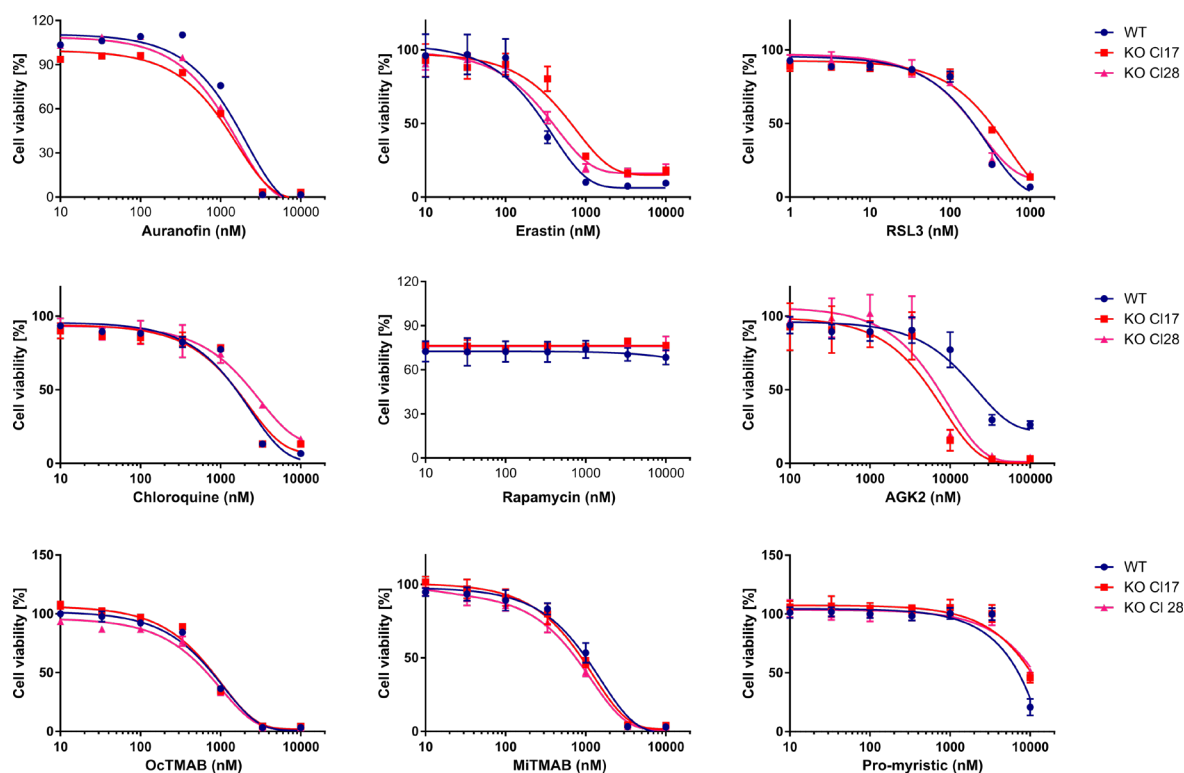 Cell viability [%]
120
90
60
30
0
10 100 1000 10000
Auranofin (nM)
Cell viability [%]
100
50
0
10 100 1000 10000
Erastin (nM)
Cell viability [%]
100
50
0
1 10 100 1000
RSL3 (nM)
WT
KO Cl17
KO Cl28
Cell viability [%]
100
50
0
10 100 1000 10000
Chloroquine (nM)
Cell viability [%]
120
90
60
30
0
10 100 1000 10000
Rapamycin (nM)
Cell viability [%]
100
50
0
100 1000 10000 100000
AGK2 (nM)
WT
KO Cl17
KO Cl28
Cell viability [%]
150
100
50
0
10 100 1000 10000
OcTMAB (nM)
Cell viability [%]
100
50
0
10 100 1000 10000
MiTMAB (nM)
Cell viability [%]
150
100
50
0
10 100 1000 10000
Pro-myristic (nM)
WT
KO Cl17
KO Cl 28